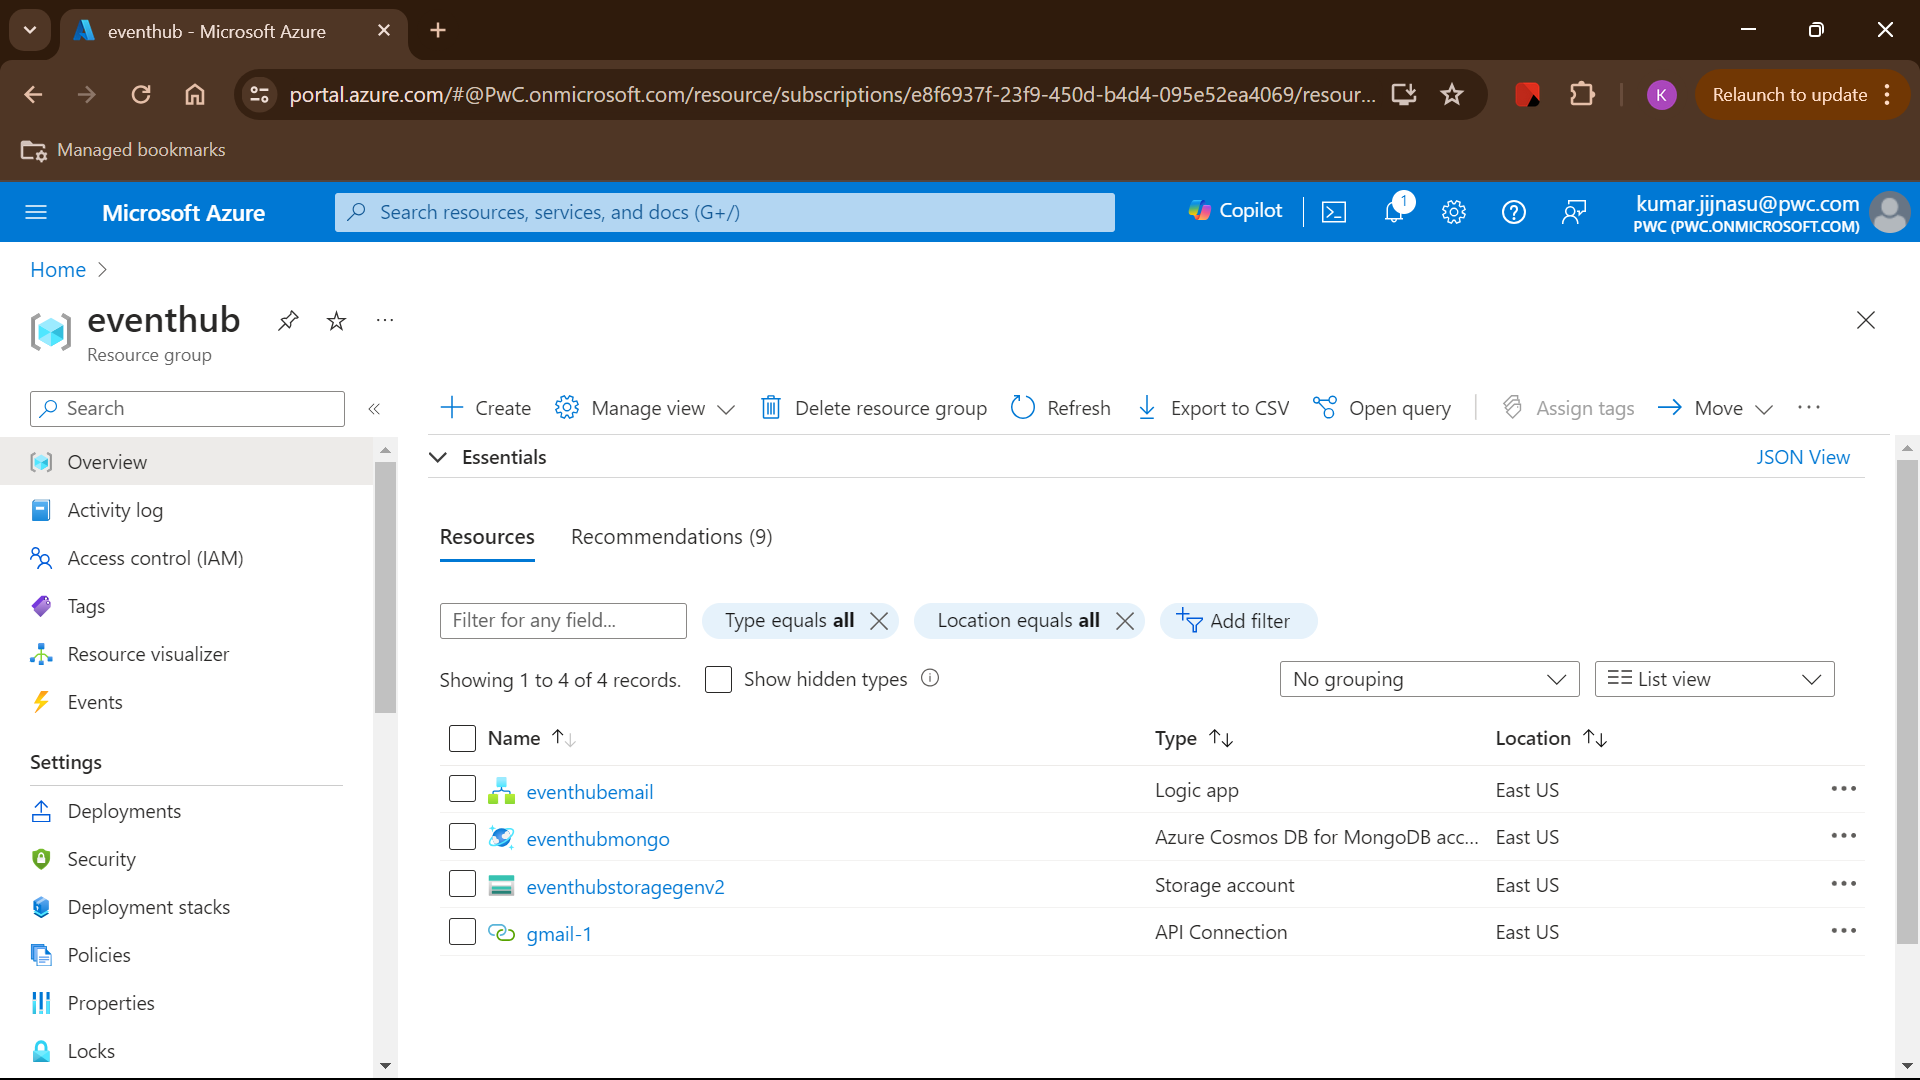 eventhub - Microsoft Azure
portal.azure.com/#@PwC.onmicrosoft.com/resource/subscriptions/e8f6937f-23f9-450d-b4d4-095e52ea4069/resour...
K
Relaunch to update
Managed bookmarks
Microsoft Azure
Search resources, services, and docs (G+/)
Copilot
1
kumar.jijnasu@pwc.com
PWC (PWC.ONMICROSOFT.COM)
Home
eventhub
Resource group
Search
Create
Manage view
Delete resource group
Refresh
Export to CSV
Open query
Assign tags
Move
Overview
Activity log
Access control (IAM)
Tags
Resource visualizer
Events
Settings
Deployments
Security
Deployment stacks
Policies
Properties
Locks
Essentials
JSON View
Resources
Recommendations (9)
Filter for any field...
Type equals all
Location equals all
Add filter
Showing 1 to 4 of 4 records.
Show hidden types
No grouping
List view
Name
Type
Location
eventhubemail
Logic app
East US
eventhubmongo
Azure Cosmos DB for MongoDB acc...
East US
eventhubstoragegenv2
Storage account
East US
gmail-1
API Connection
East US